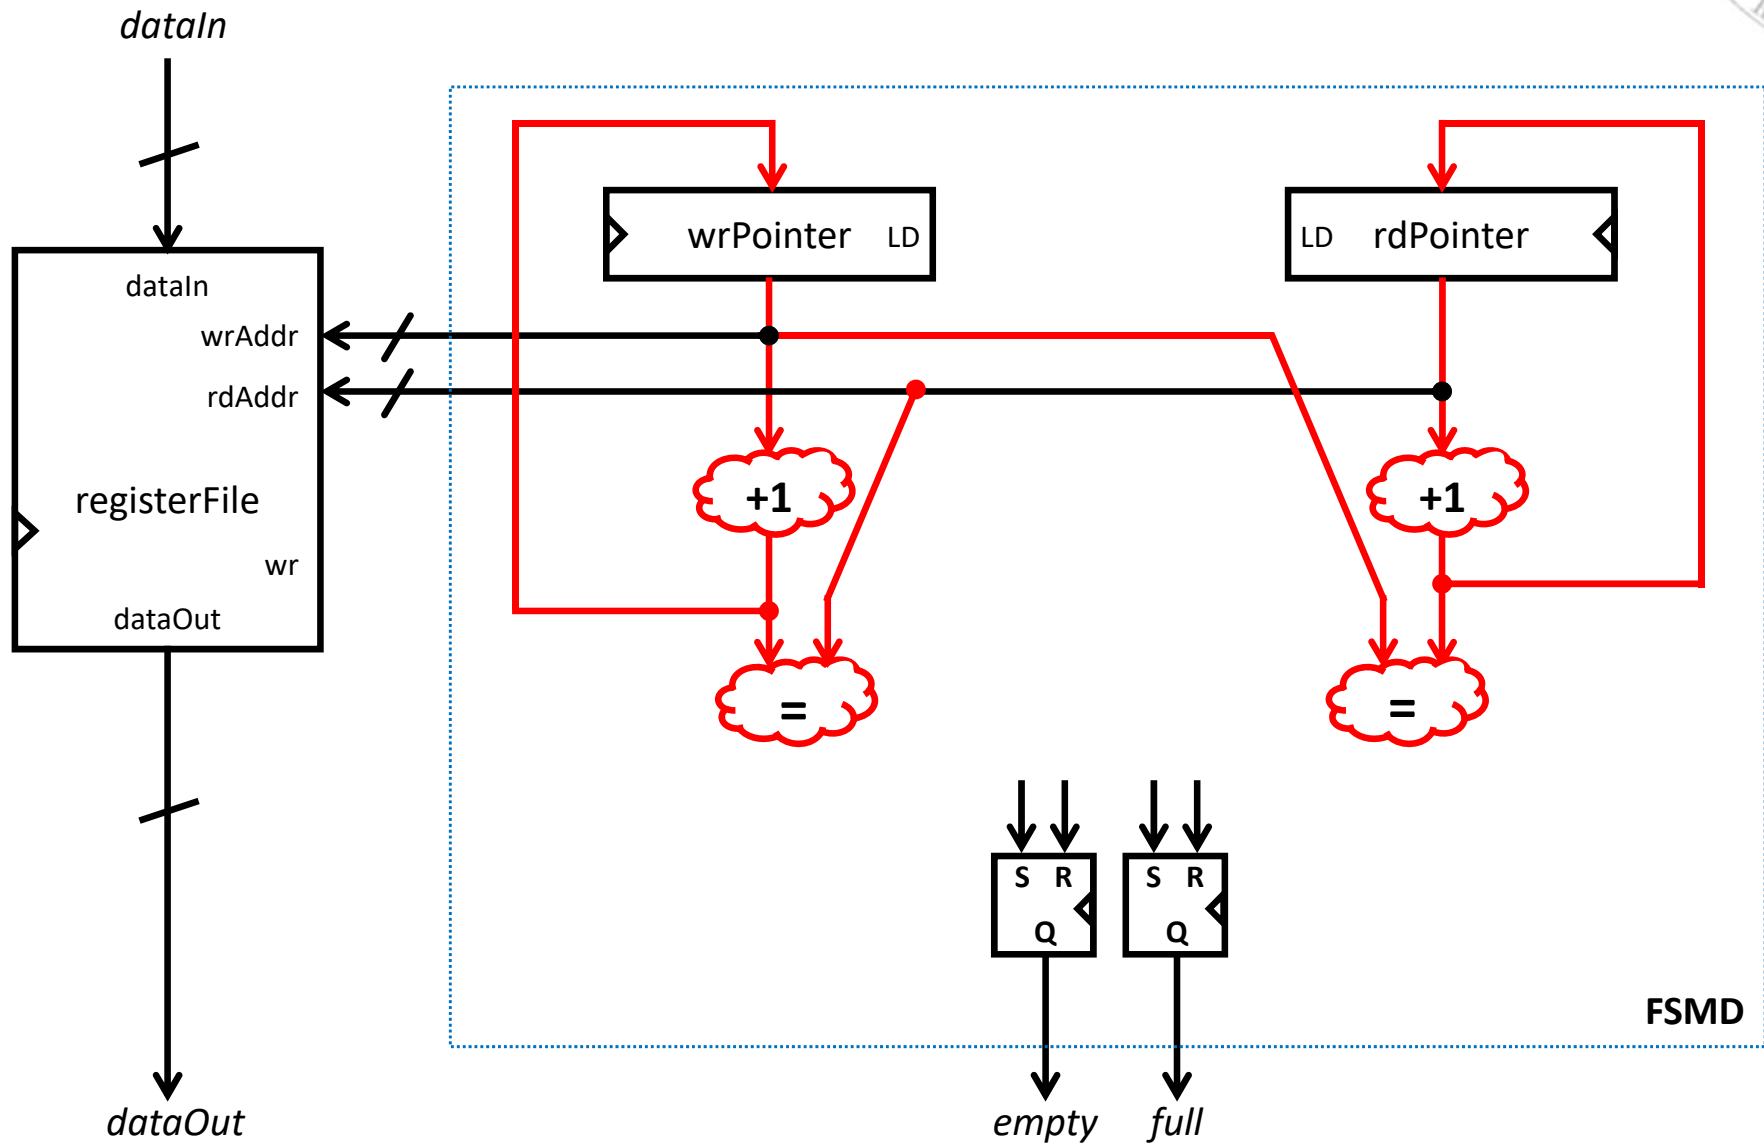 dataIn
wrPointer LD
LD rdPointer
dataIn
wrAddr
rdAddr
registerFile
wr
dataOut
+1
+1
=
=
S R
Q
S R
Q
FSMD
dataOut
empty
full